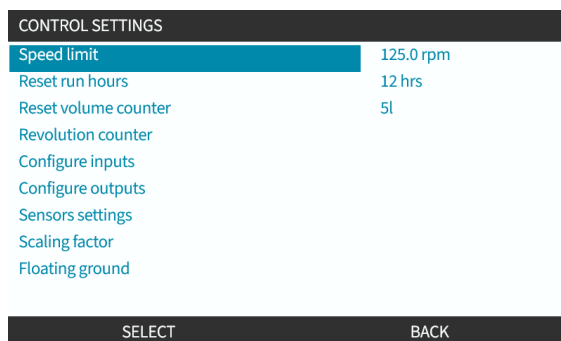 CONTROL SETTINGS
Speed limit 125.0 rpm
Reset run hours 12 hrs
Reset volume counter 5l
Revolution counter
Configure inputs
Configure outputs
Sensors settings
Scaling factor
Floating ground
SELECT BACK